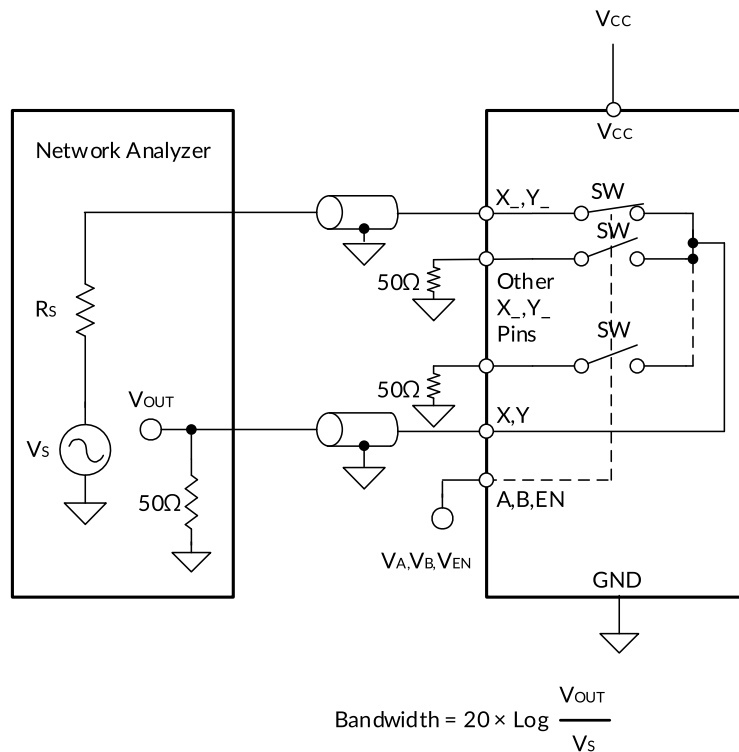 VCC
VCC
Network Analyzer
X_,Y_
SW
SW
50Ω
Other
X_,Y_
Pins
RS
SW
50Ω
VOUT
X,Y
VS
50Ω
A,B,EN
VA,VB,VEN
GND
Bandwidth = 20 × Log VOUT
VS